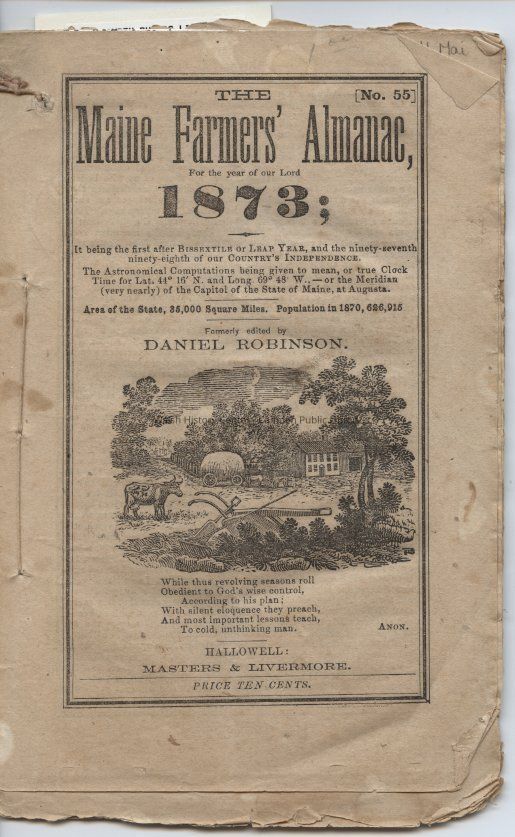 THE [No. 55]
Maine Farmers' Almanac,
For the year of our Lord
1873;
It being the first after BISSEXTILE or LEAP YEAR, and the ninety-seventh
ninety-eighth of our COUNTRY'S INDEPENDENCE.
The Astronomical Computations being given to mean, or true Clock
Time for Lat. 44° 16' N. and Long. 69° 48' W..—or the Meridian
(very nearly) of the Capitol of the State of Maine, at Augusta.
Area of the State, 35,000 Square Miles. Population in 1870, 626,915
Formerly edited by
DANIEL ROBINSON.
While thus revolving seasons roll
Obedient to God's wise control,
According to his plan;
With silent eloquence they preach,
And most important lessons teach,
To cold, unthinking man. ANON.
HALLOWELL:
MASTERS & LIVERMORE.
PRICE TEN CENTS.